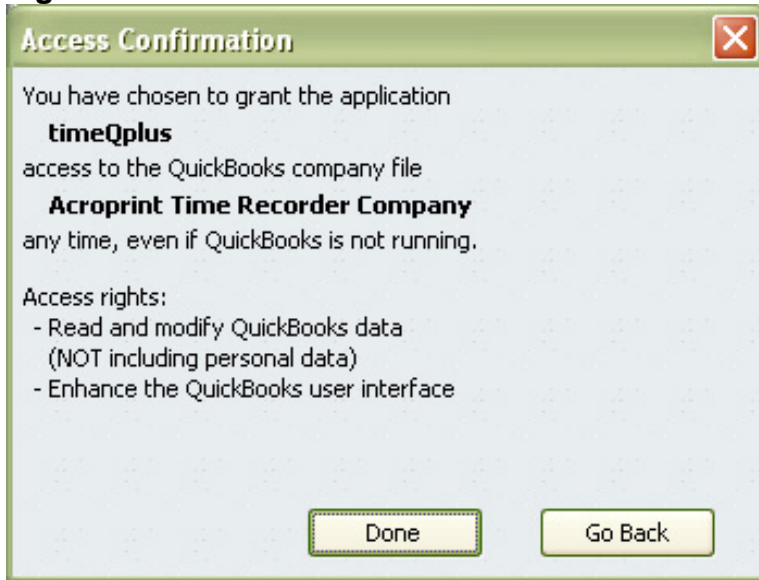 Access Confirmation
You have chosen to grant the application
timeQplus
access to the QuickBooks company file
Acroprint Time Recorder Company
any time, even if QuickBooks is not running.
Access rights:
- Read and modify QuickBooks data
(NOT including personal data)
- Enhance the QuickBooks user interface
Done Go Back